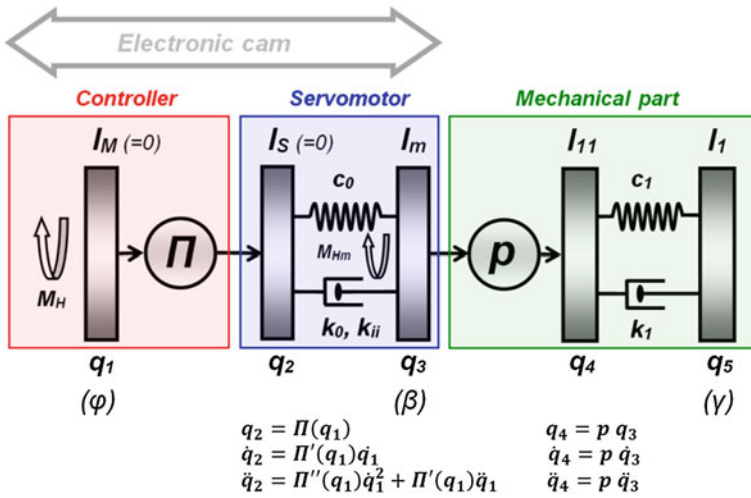 Electronic cam
Controller Servomotor Mechanical part
I_M (=0) I_S (=0) I_m I_11 I_1
c_0 c_1
Π p
M_H M_Hm
k_0, k_ii k_1
q_1 q_2 q_3 q_4 q_5
(φ) (β) (γ)
q_2 = Π(q_1) q_4 = p q_3
q̇_2 = Π′(q_1)q̇_1 q̇_4 = p q̇_3
q̈_2 = Π″(q_1)q̇_1^2 + Π′(q_1)q̈_1 q̈_4 = p q̈_3